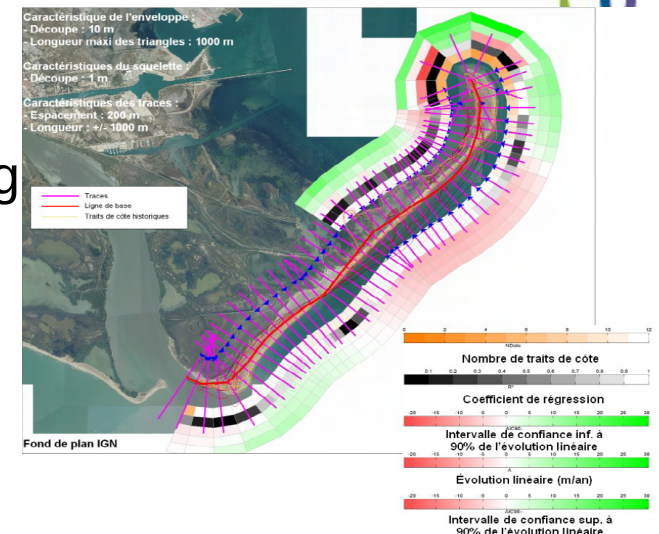 Caractéristique de l'enveloppe :
- Découpe : 10 m
- Longueur maxi des triangles : 1000 m
Caractéristiques du squelette :
- Découpe : 1 m
Caractéristiques des traces :
- Espacement : 200 m
- Longueur : +/- 1000 m
g
Traces
Ligne de base
Traits de côte historiques
0 2 4 6 8 10 12
Nombre de traits de côte
0.1 0.2 0.3 0.4 0.5 0.6 0.7 0.8 0.9 1
R²
Coefficient de régression
-20 -15 -10 -5 0 5 10 15 20 25 30
Intervalle de confiance inf. à
90% de l'évolution linéaire
-20 -15 -10 -5 0 5 10 15 20 25 30
A
Évolution linéaire (m/an)
-20 -15 -10 -5 0 5 10 15 20 25 30
Intervalle de confiance sup. à
90% de l'évolution linéaire
Fond de plan IGN